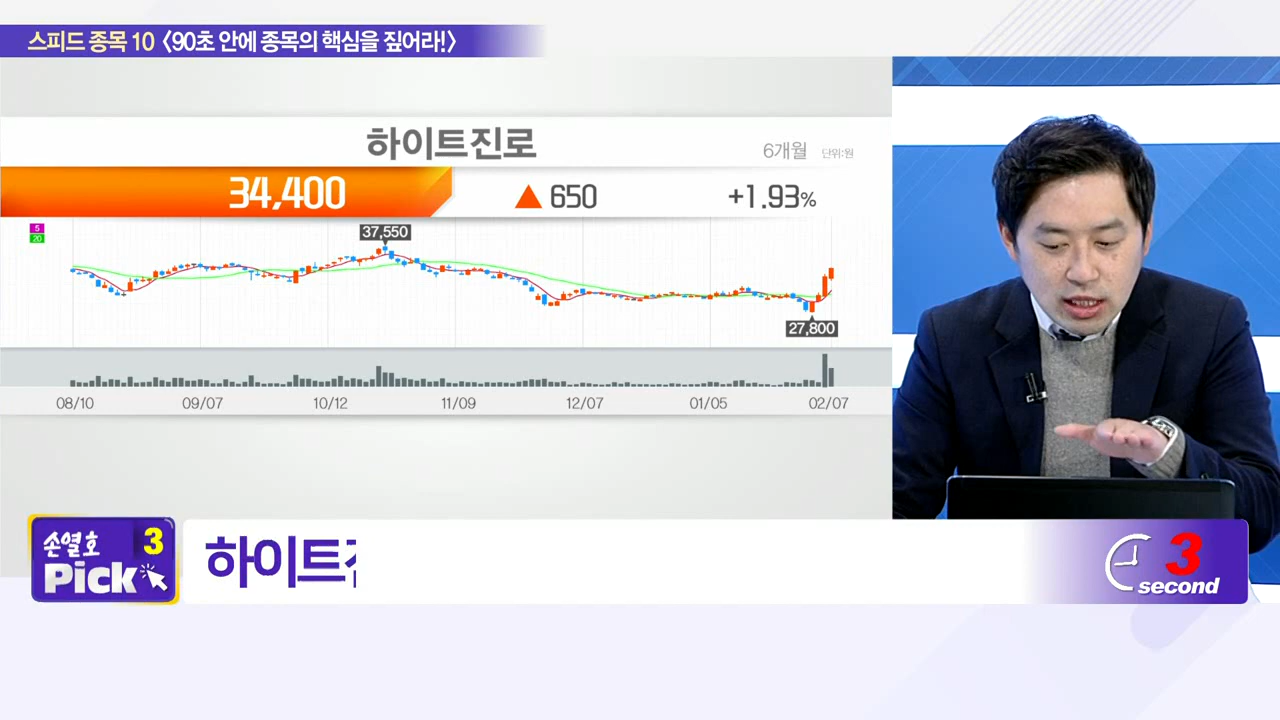 스피드 종목 10 〈90초 안에 종목의 핵심을 짚어라!〉
하이트진로
6개월 단위:원
34,400 ▲ 650 +1.93%
5
20
37,550
27,800
08/10 09/07 10/12 11/09 12/07 01/05 02/07
손열호 3
Pick
하이트
3
second